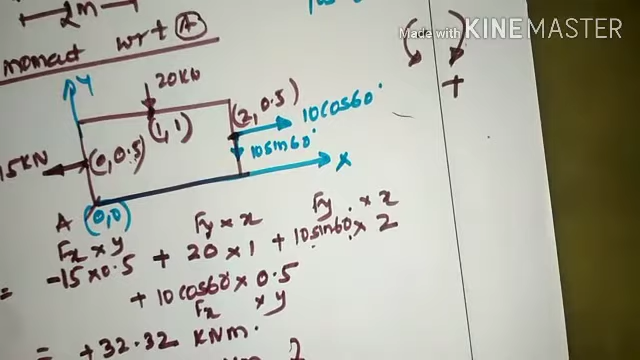 Made with KINEMASTER
2m
moment wrt A
Y
20KN
(2,0.5)
10cos60°
(1,1)
10sin60°
15KN
(0,0.5)
X
A (0,0)
Fx x y Fy x x Fy x x
= -15 x 0.5 + 20 x 1 + 10sin60 x 2
+ 10cos60 x 0.5
Fx x y
= +32.32 KNm.
+